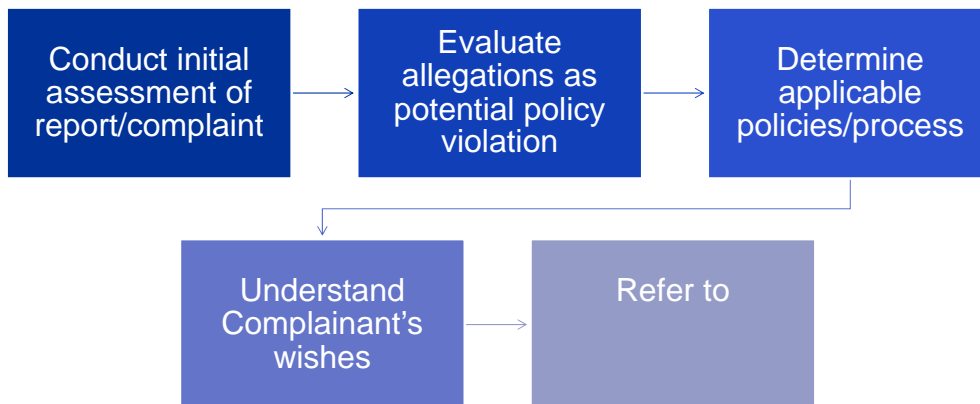 Conduct initial
assessment of
report/complaint
Evaluate
allegations as
potential policy
violation
Determine
applicable
policies/process
Understand
Complainant’s
wishes
Refer to